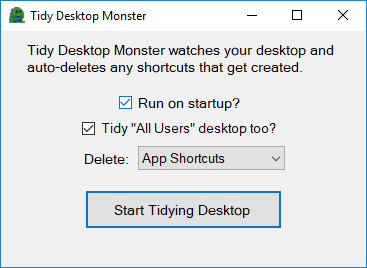 Tidy Desktop Monster
Tidy Desktop Monster watches your desktop and
auto-deletes any shortcuts that get created.
Run on startup?
Tidy "All Users" desktop too?
Delete: App Shortcuts
Start Tidying Desktop